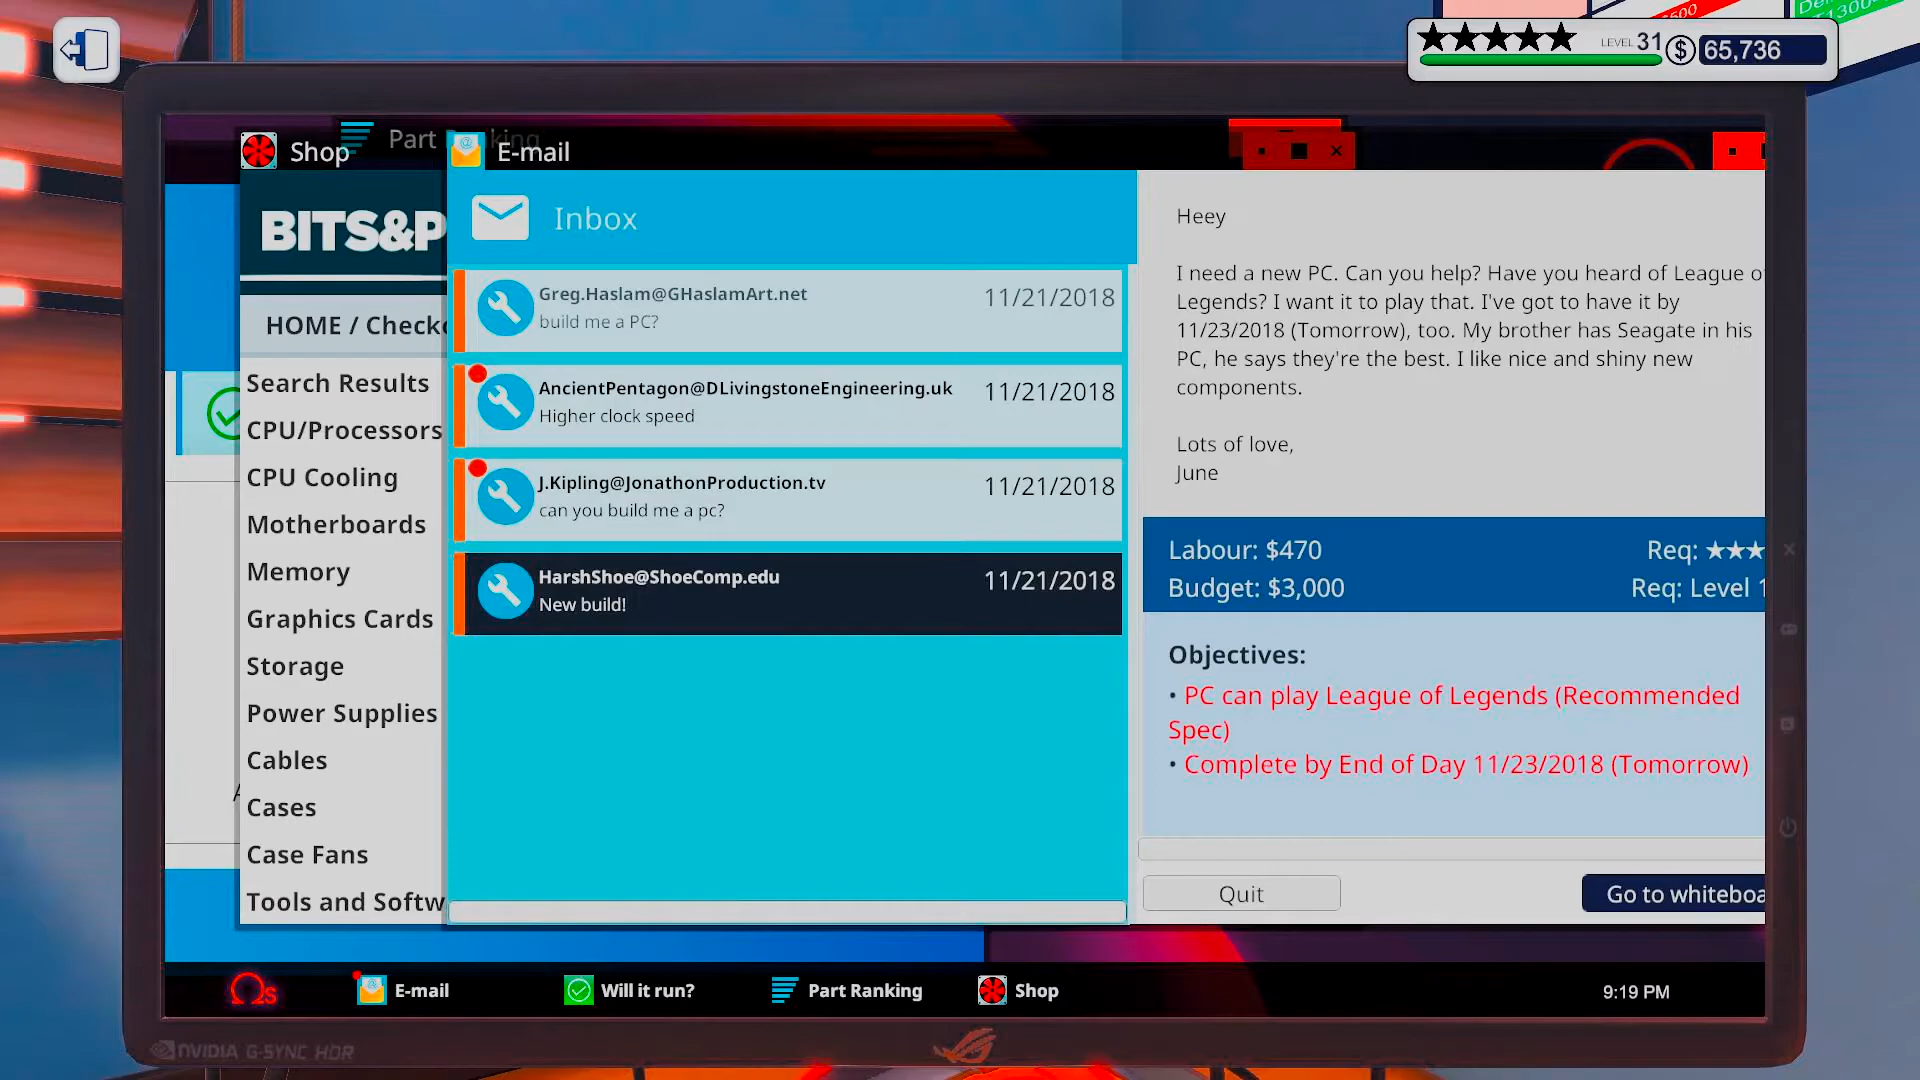 LEVEL 31
65,736
$500
Shop
Part Ranking
E-mail
BITS&P
HOME / Checko
Search Results
CPU/Processors
CPU Cooling
Motherboards
Memory
Graphics Cards
Storage
Power Supplies
Cables
Cases
Case Fans
Tools and Softw
Inbox
Greg.Haslam@GHaslamArt.net
11/21/2018
build me a PC?
AncientPentagon@DLivingstoneEngineering.uk
11/21/2018
Higher clock speed
J.Kipling@JonathonProduction.tv
11/21/2018
can you build me a pc?
HarshShoe@ShoeComp.edu
11/21/2018
New build!
Heey
I need a new PC. Can you help? Have you heard of League of
Legends? I want it to play that. I've got to have it by
11/23/2018 (Tomorrow), too. My brother has Seagate in his
PC, he says they're the best. I like nice and shiny new
components.
Lots of love,
June
Labour: $470
Req: ★★★
Budget: $3,000
Req: Level 1
Objectives:
• PC can play League of Legends (Recommended
Spec)
• Complete by End of Day 11/23/2018 (Tomorrow)
Quit
Go to whiteboa
Ωs
E-mail
Will it run?
Part Ranking
Shop
9:19 PM
NVIDIA G-SYNC HDR